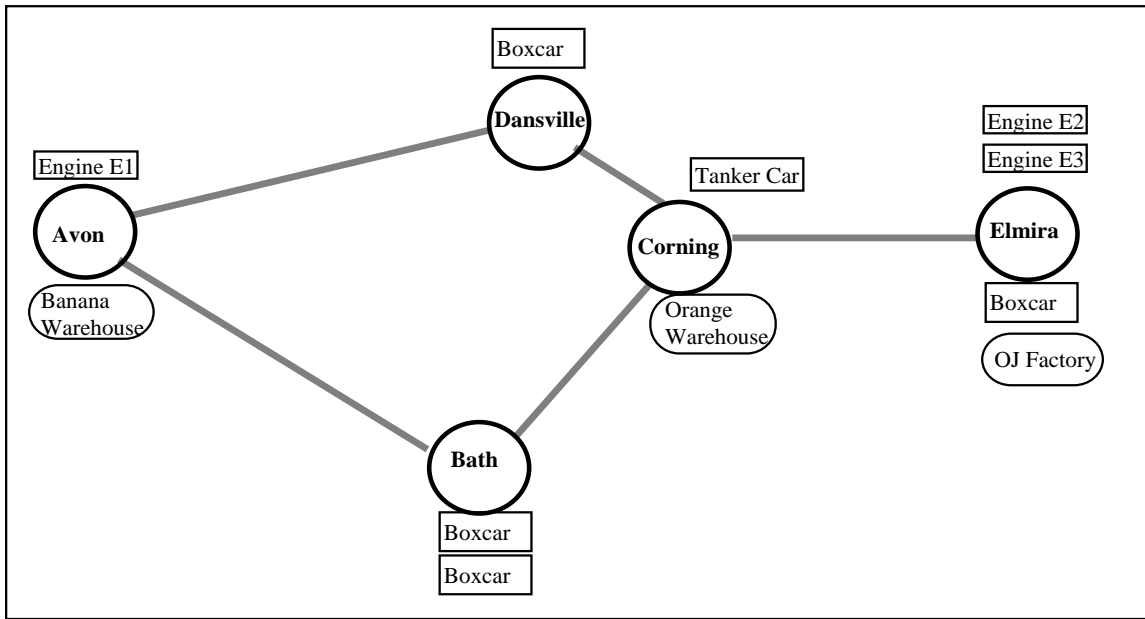 Boxcar
Dansville
Engine E2
Engine E3
Engine E1
Tanker Car
Avon
Corning
Elmira
Banana
Warehouse
Orange
Warehouse
Boxcar
OJ Factory
Bath
Boxcar
Boxcar